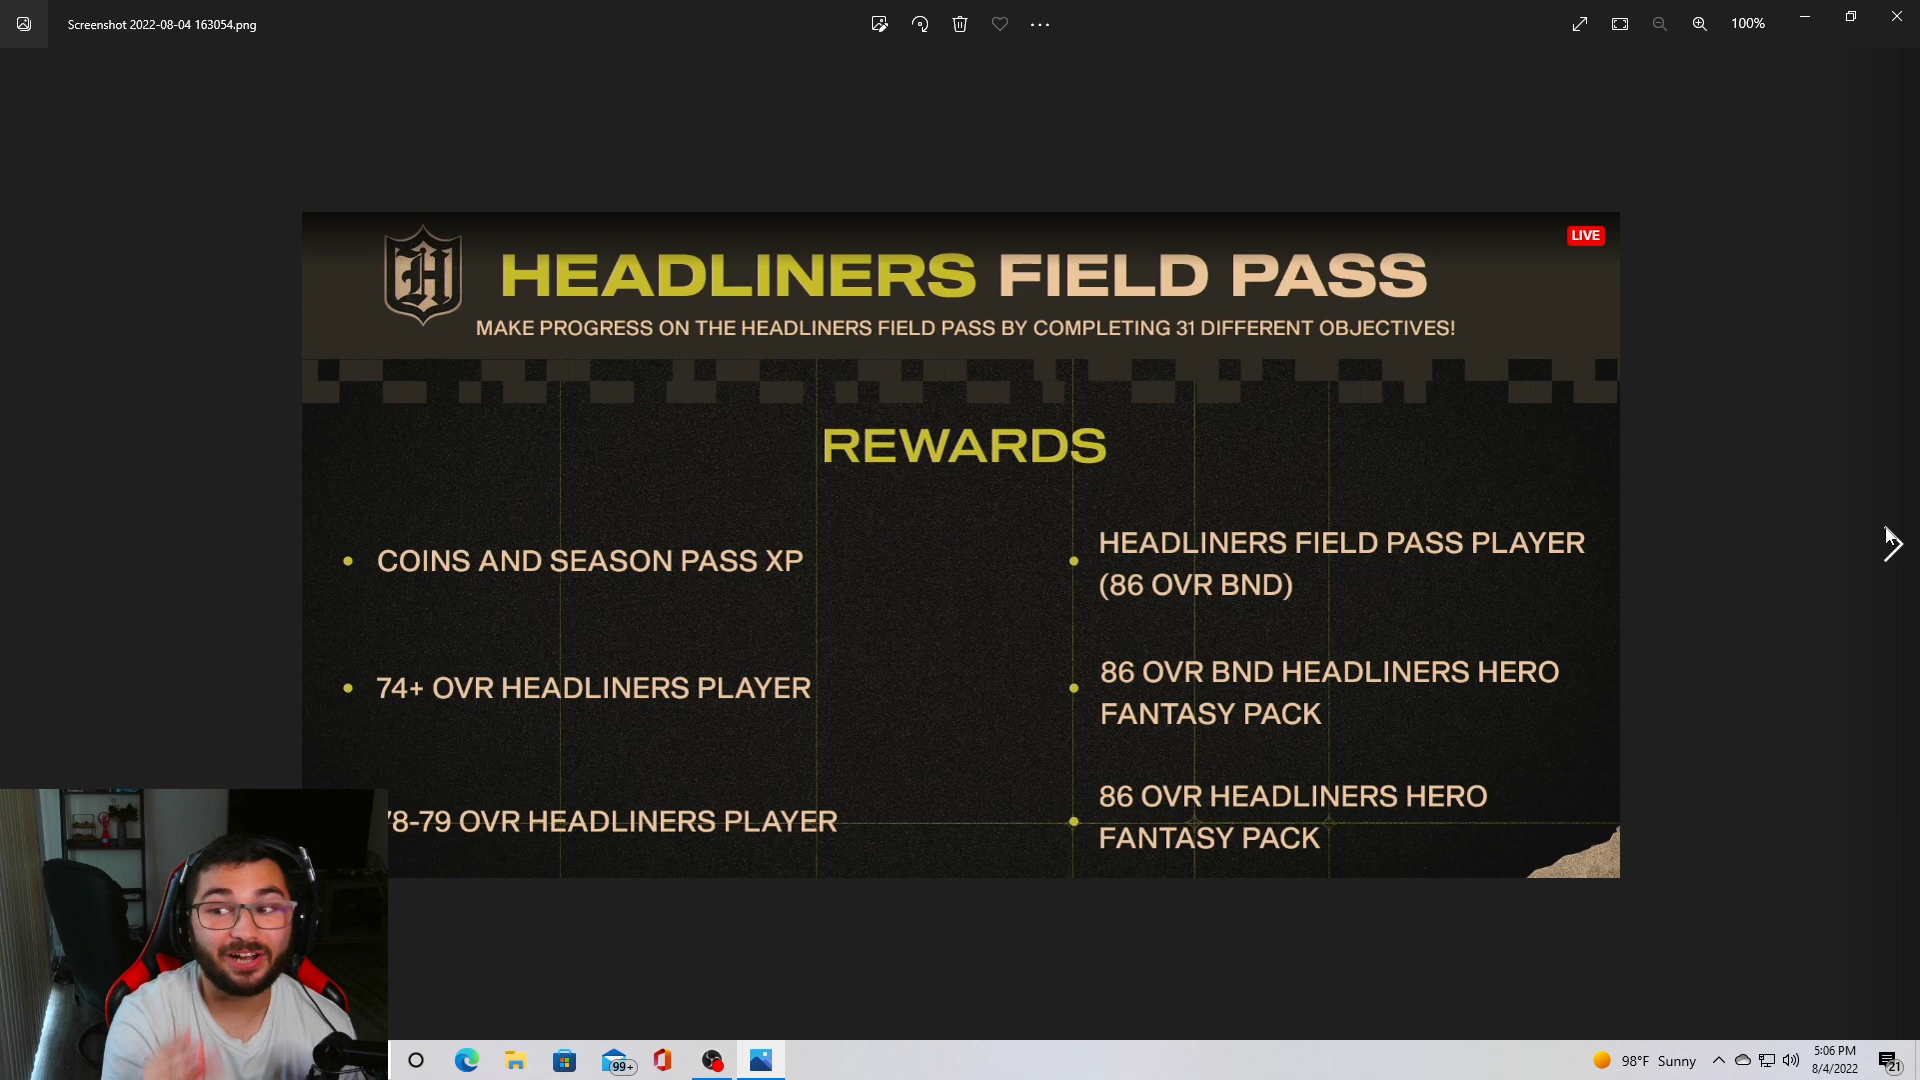 Screenshot 2022-08-04 163054.png
100%
LIVE
H
HEADLINERS FIELD PASS
MAKE PROGRESS ON THE HEADLINERS FIELD PASS BY COMPLETING 31 DIFFERENT OBJECTIVES!
REWARDS
• COINS AND SEASON PASS XP
• 74+ OVR HEADLINERS PLAYER
78-79 OVR HEADLINERS PLAYER
• HEADLINERS FIELD PASS PLAYER
(86 OVR BND)
• 86 OVR BND HEADLINERS HERO
FANTASY PACK
• 86 OVR HEADLINERS HERO
FANTASY PACK
99+
98°F Sunny
5:06 PM
8/4/2022
21